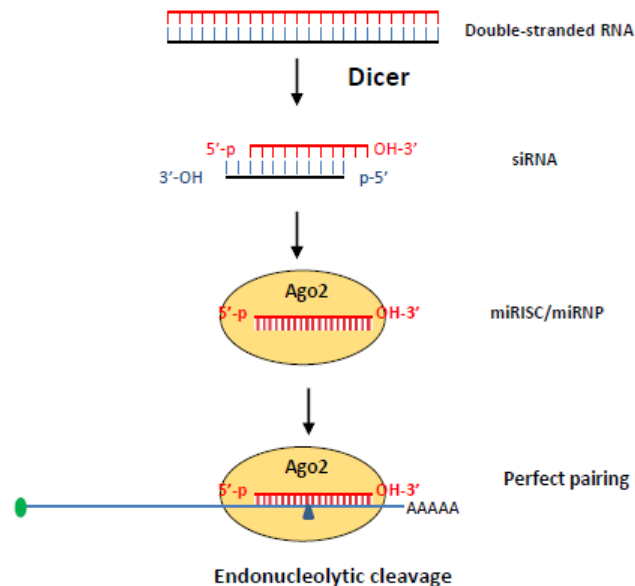 Double-stranded RNA
Dicer
5’-p OH-3’
siRNA
3’-OH p-5’
Ago2
5’-p OH-3’
miRISC/miRNP
Ago2
Perfect pairing
5’-p OH-3’
AAAAA
Endonucleolytic cleavage